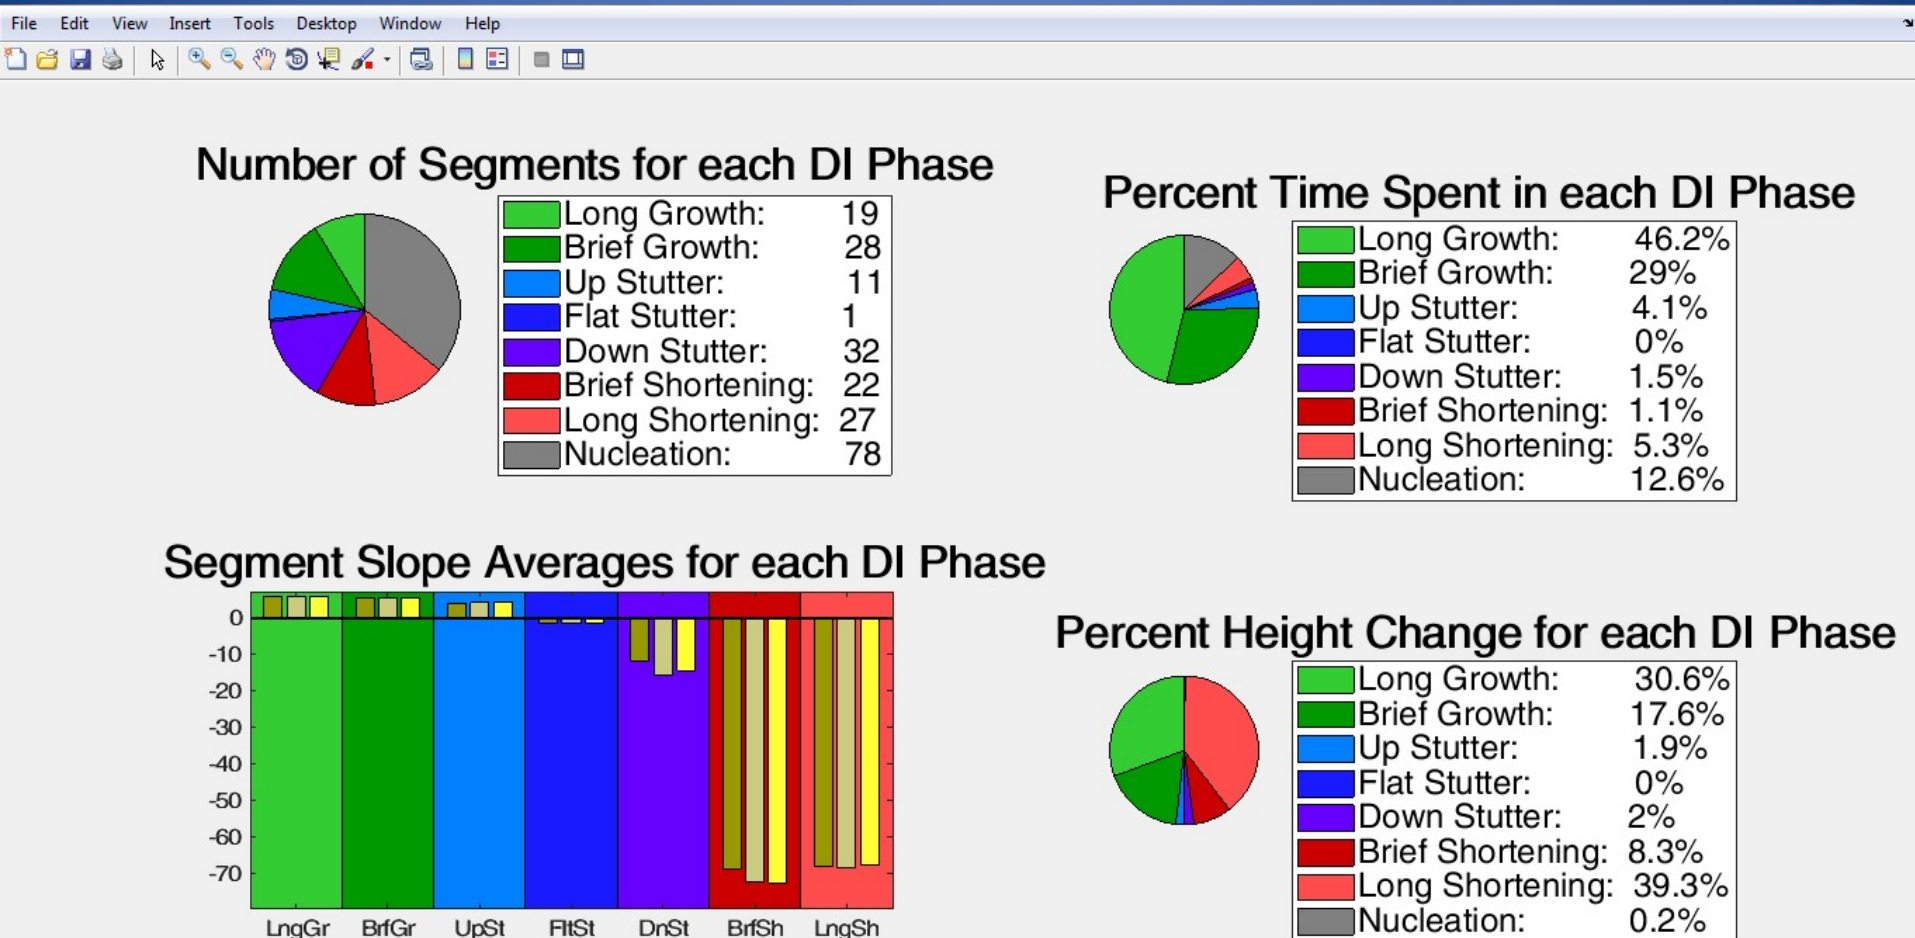 File Edit View Insert Tools Desktop Window Help
Number of Segments for each DI Phase
Long Growth: 19
Brief Growth: 28
Up Stutter: 11
Flat Stutter: 1
Down Stutter: 32
Brief Shortening: 22
Long Shortening: 27
Nucleation: 78
Percent Time Spent in each DI Phase
Long Growth: 46.2%
Brief Growth: 29%
Up Stutter: 4.1%
Flat Stutter: 0%
Down Stutter: 1.5%
Brief Shortening: 1.1%
Long Shortening: 5.3%
Nucleation: 12.6%
Segment Slope Averages for each DI Phase
0
-10
-20
-30
-40
-50
-60
-70
LngGr BrfGr UpSt FltSt DnSt BrfSh LngSh
Percent Height Change for each DI Phase
Long Growth: 30.6%
Brief Growth: 17.6%
Up Stutter: 1.9%
Flat Stutter: 0%
Down Stutter: 2%
Brief Shortening: 8.3%
Long Shortening: 39.3%
Nucleation: 0.2%